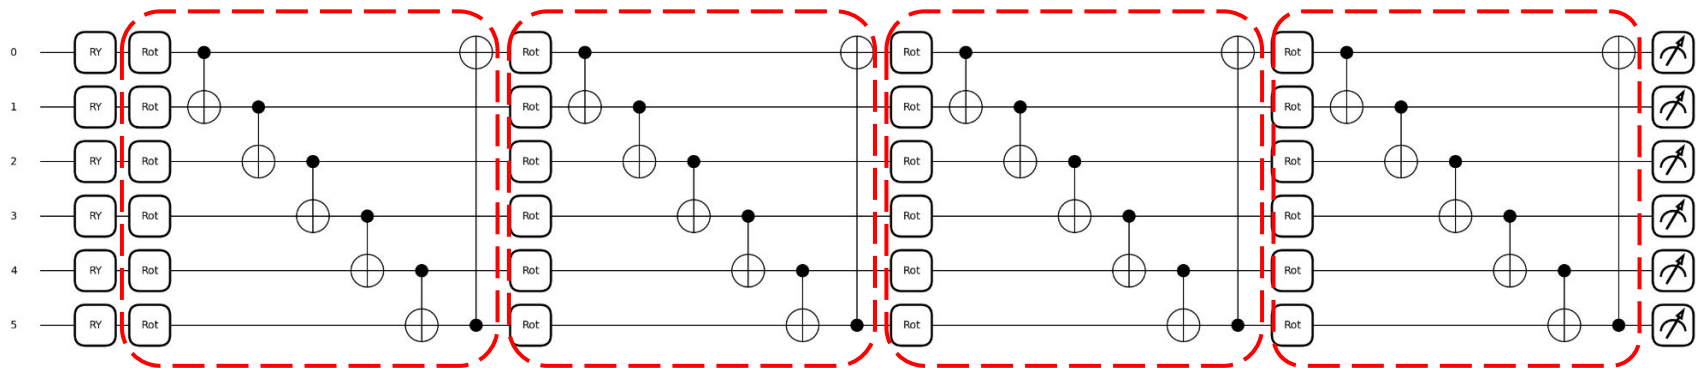 0 RY Rot Rot Rot Rot
1 RY Rot Rot Rot Rot
2 RY Rot Rot Rot Rot
3 RY Rot Rot Rot Rot
4 RY Rot Rot Rot Rot
5 RY Rot Rot Rot Rot